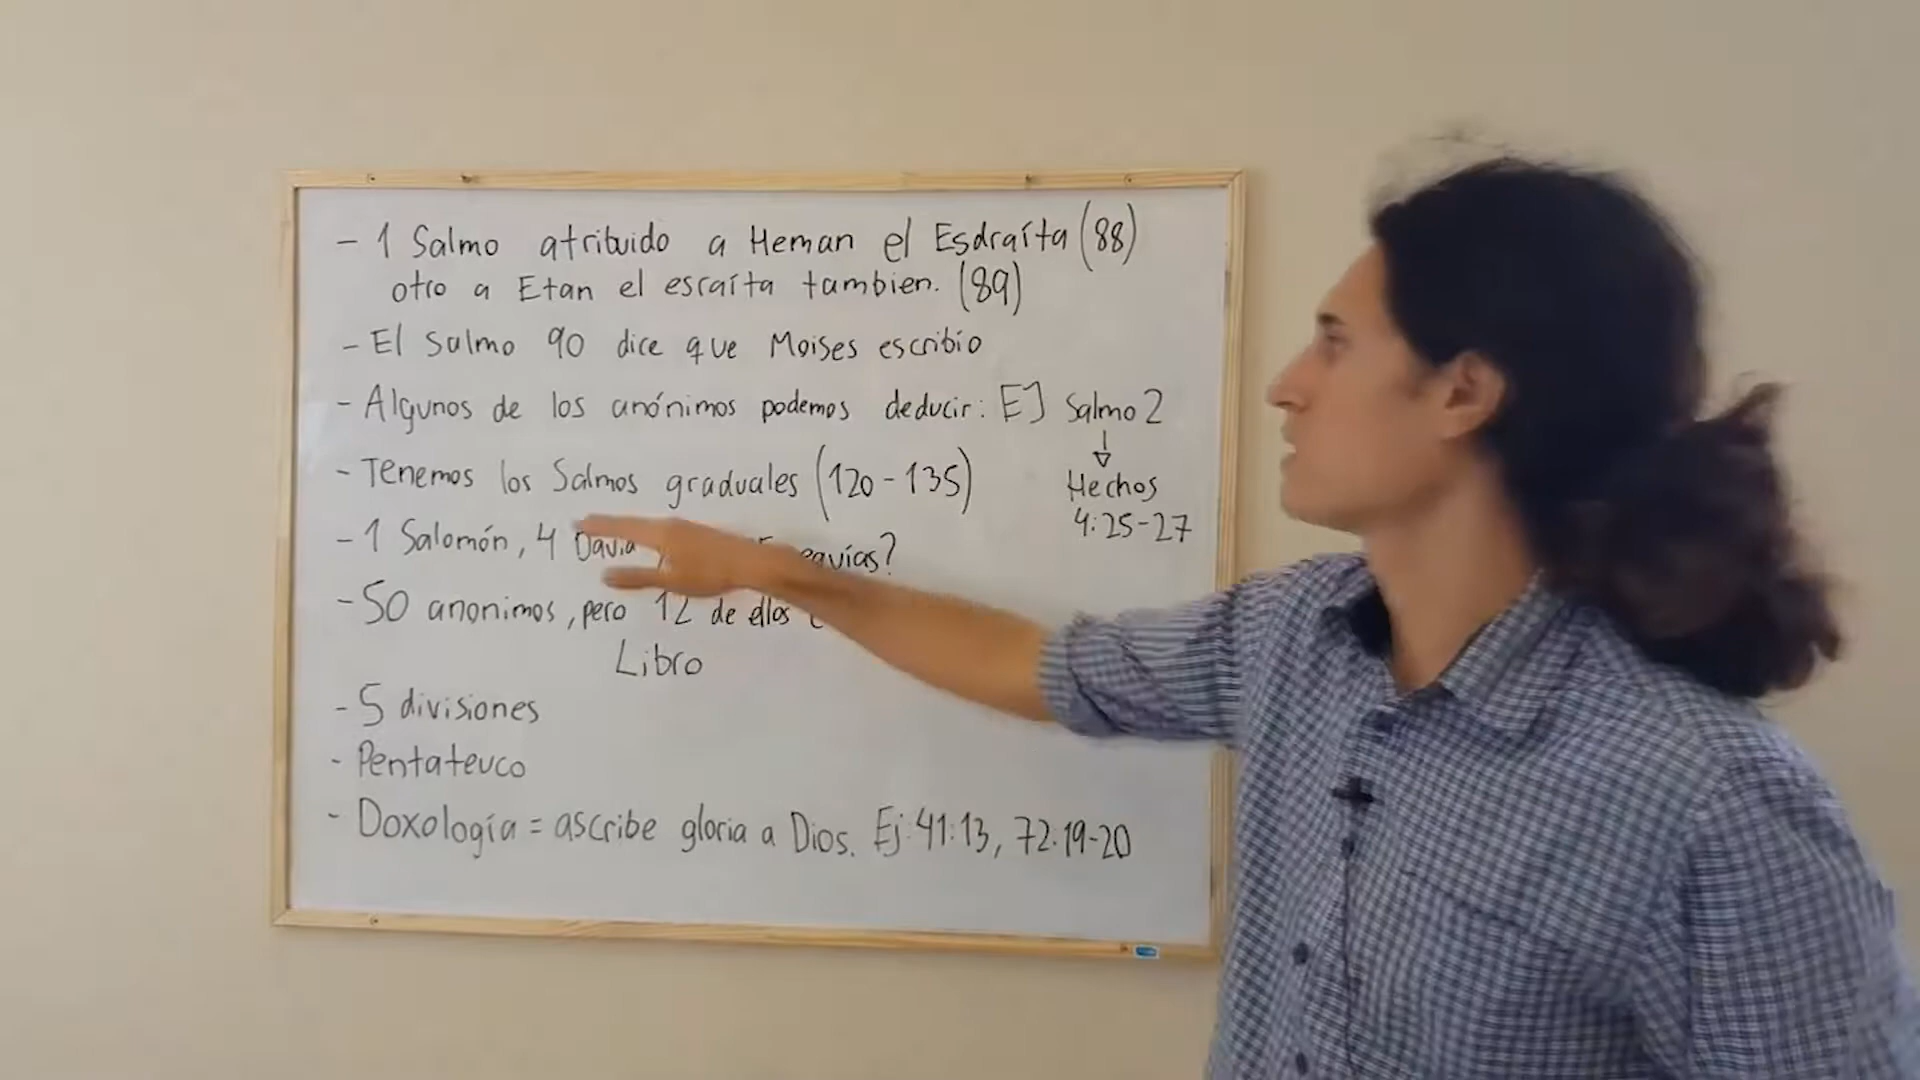 - 1 Salmo atribuido a Heman el Esdraíta (88)
otro a Etan el escraíta tambien. (89)
- El Salmo 90 dice que Moises escribio
- Algunos de los anónimos podemos deducir: EJ Salmo 2
↓
Hechos
4:25-27
- Tenemos los Salmos graduales (120-135)
- 1 Salomón, 4 David
- 50 anonimos, pero 12 de ellos
Libro
- 5 divisiones
- Pentateuco
- Doxología = ascribe gloria a Dios. Ej: 41:13, 72:19-20